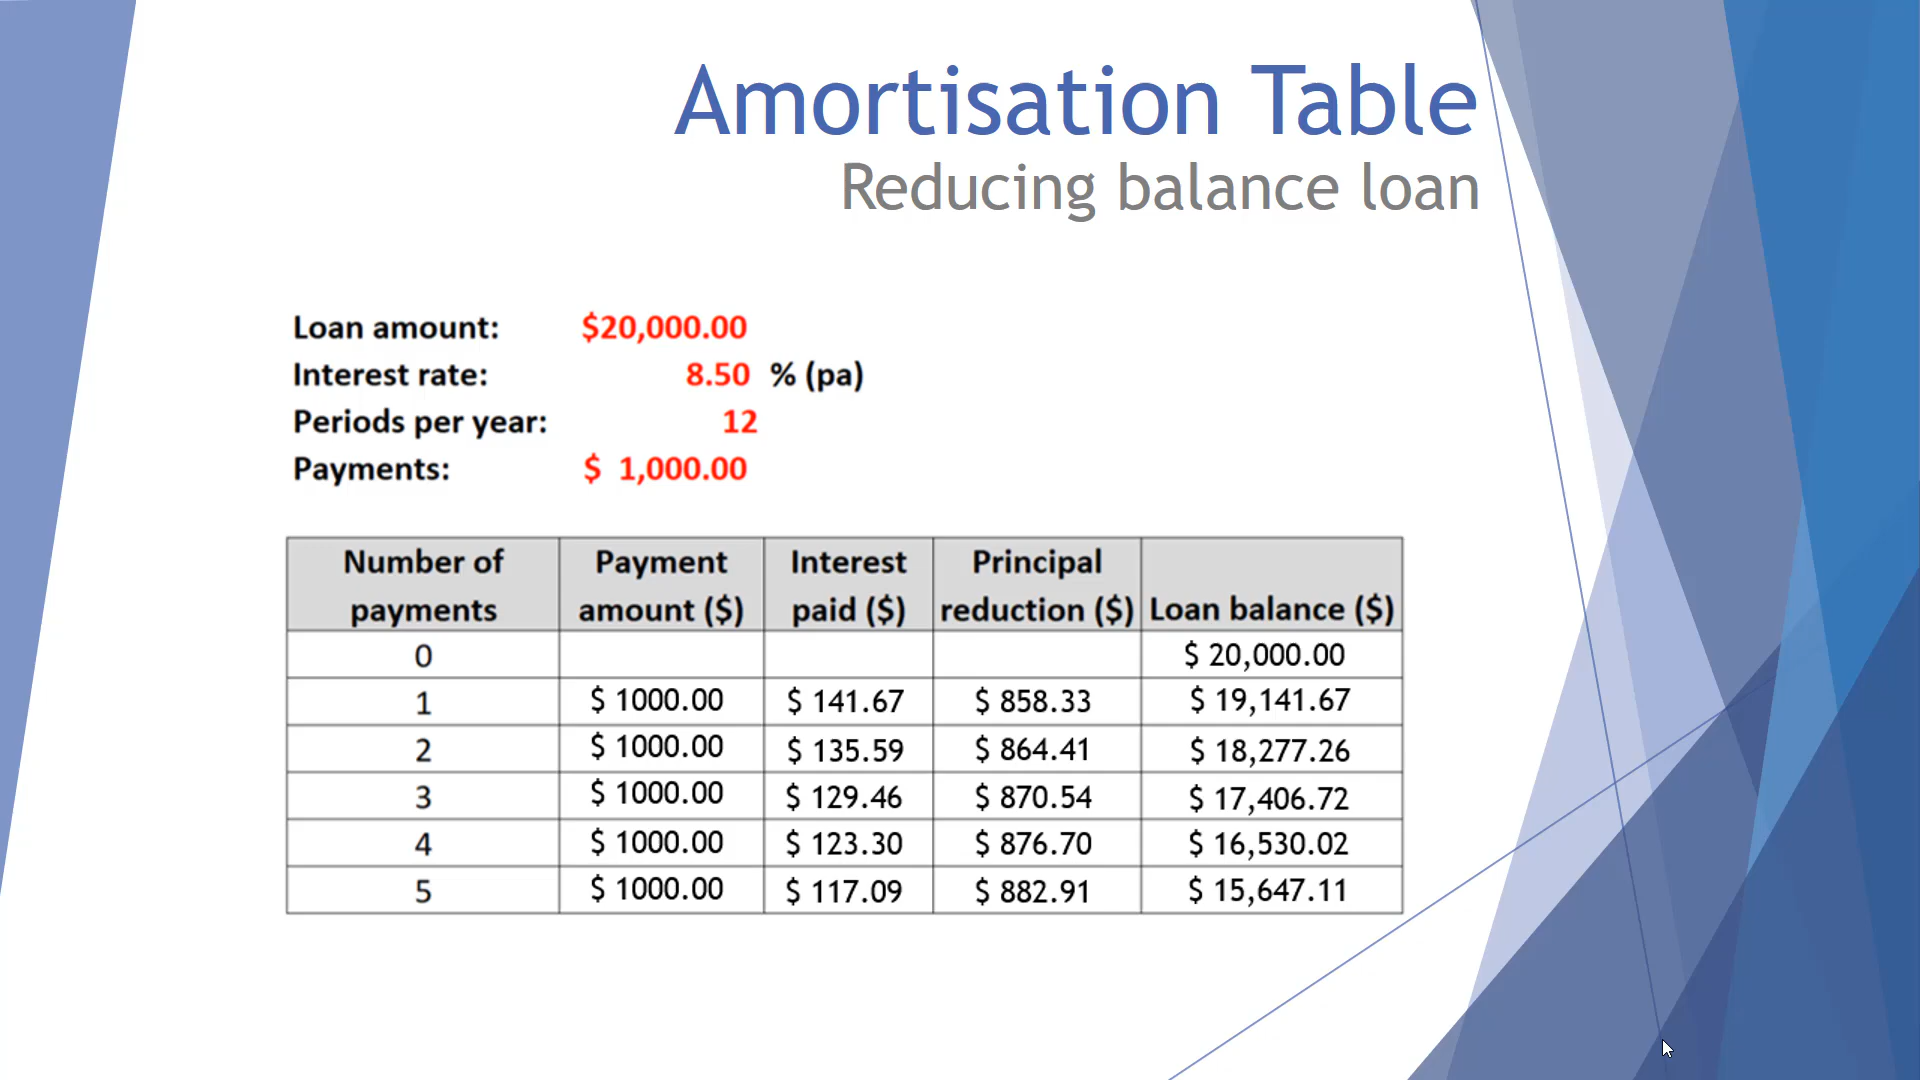 Amortisation Table
Reducing balance loan
Loan amount: $20,000.00
Interest rate: 8.50 % (pa)
Periods per year: 12
Payments: $ 1,000.00
Number of payments Payment amount ($) Interest paid ($) Principal reduction ($) Loan balance ($)
0 $ 20,000.00
1 $ 1000.00 $ 141.67 $ 858.33 $ 19,141.67
2 $ 1000.00 $ 135.59 $ 864.41 $ 18,277.26
3 $ 1000.00 $ 129.46 $ 870.54 $ 17,406.72
4 $ 1000.00 $ 123.30 $ 876.70 $ 16,530.02
5 $ 1000.00 $ 117.09 $ 882.91 $ 15,647.11